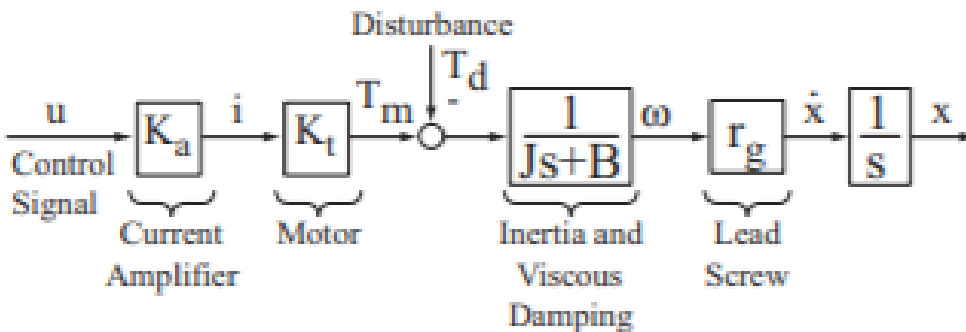 Disturbance
u
K_a
i
K_t
T_m
T_d
-
1
Js+B
ω
r_g
ẋ
1
s
x
Control
Signal
Current
Amplifier
Motor
Inertia and
Viscous
Damping
Lead
Screw